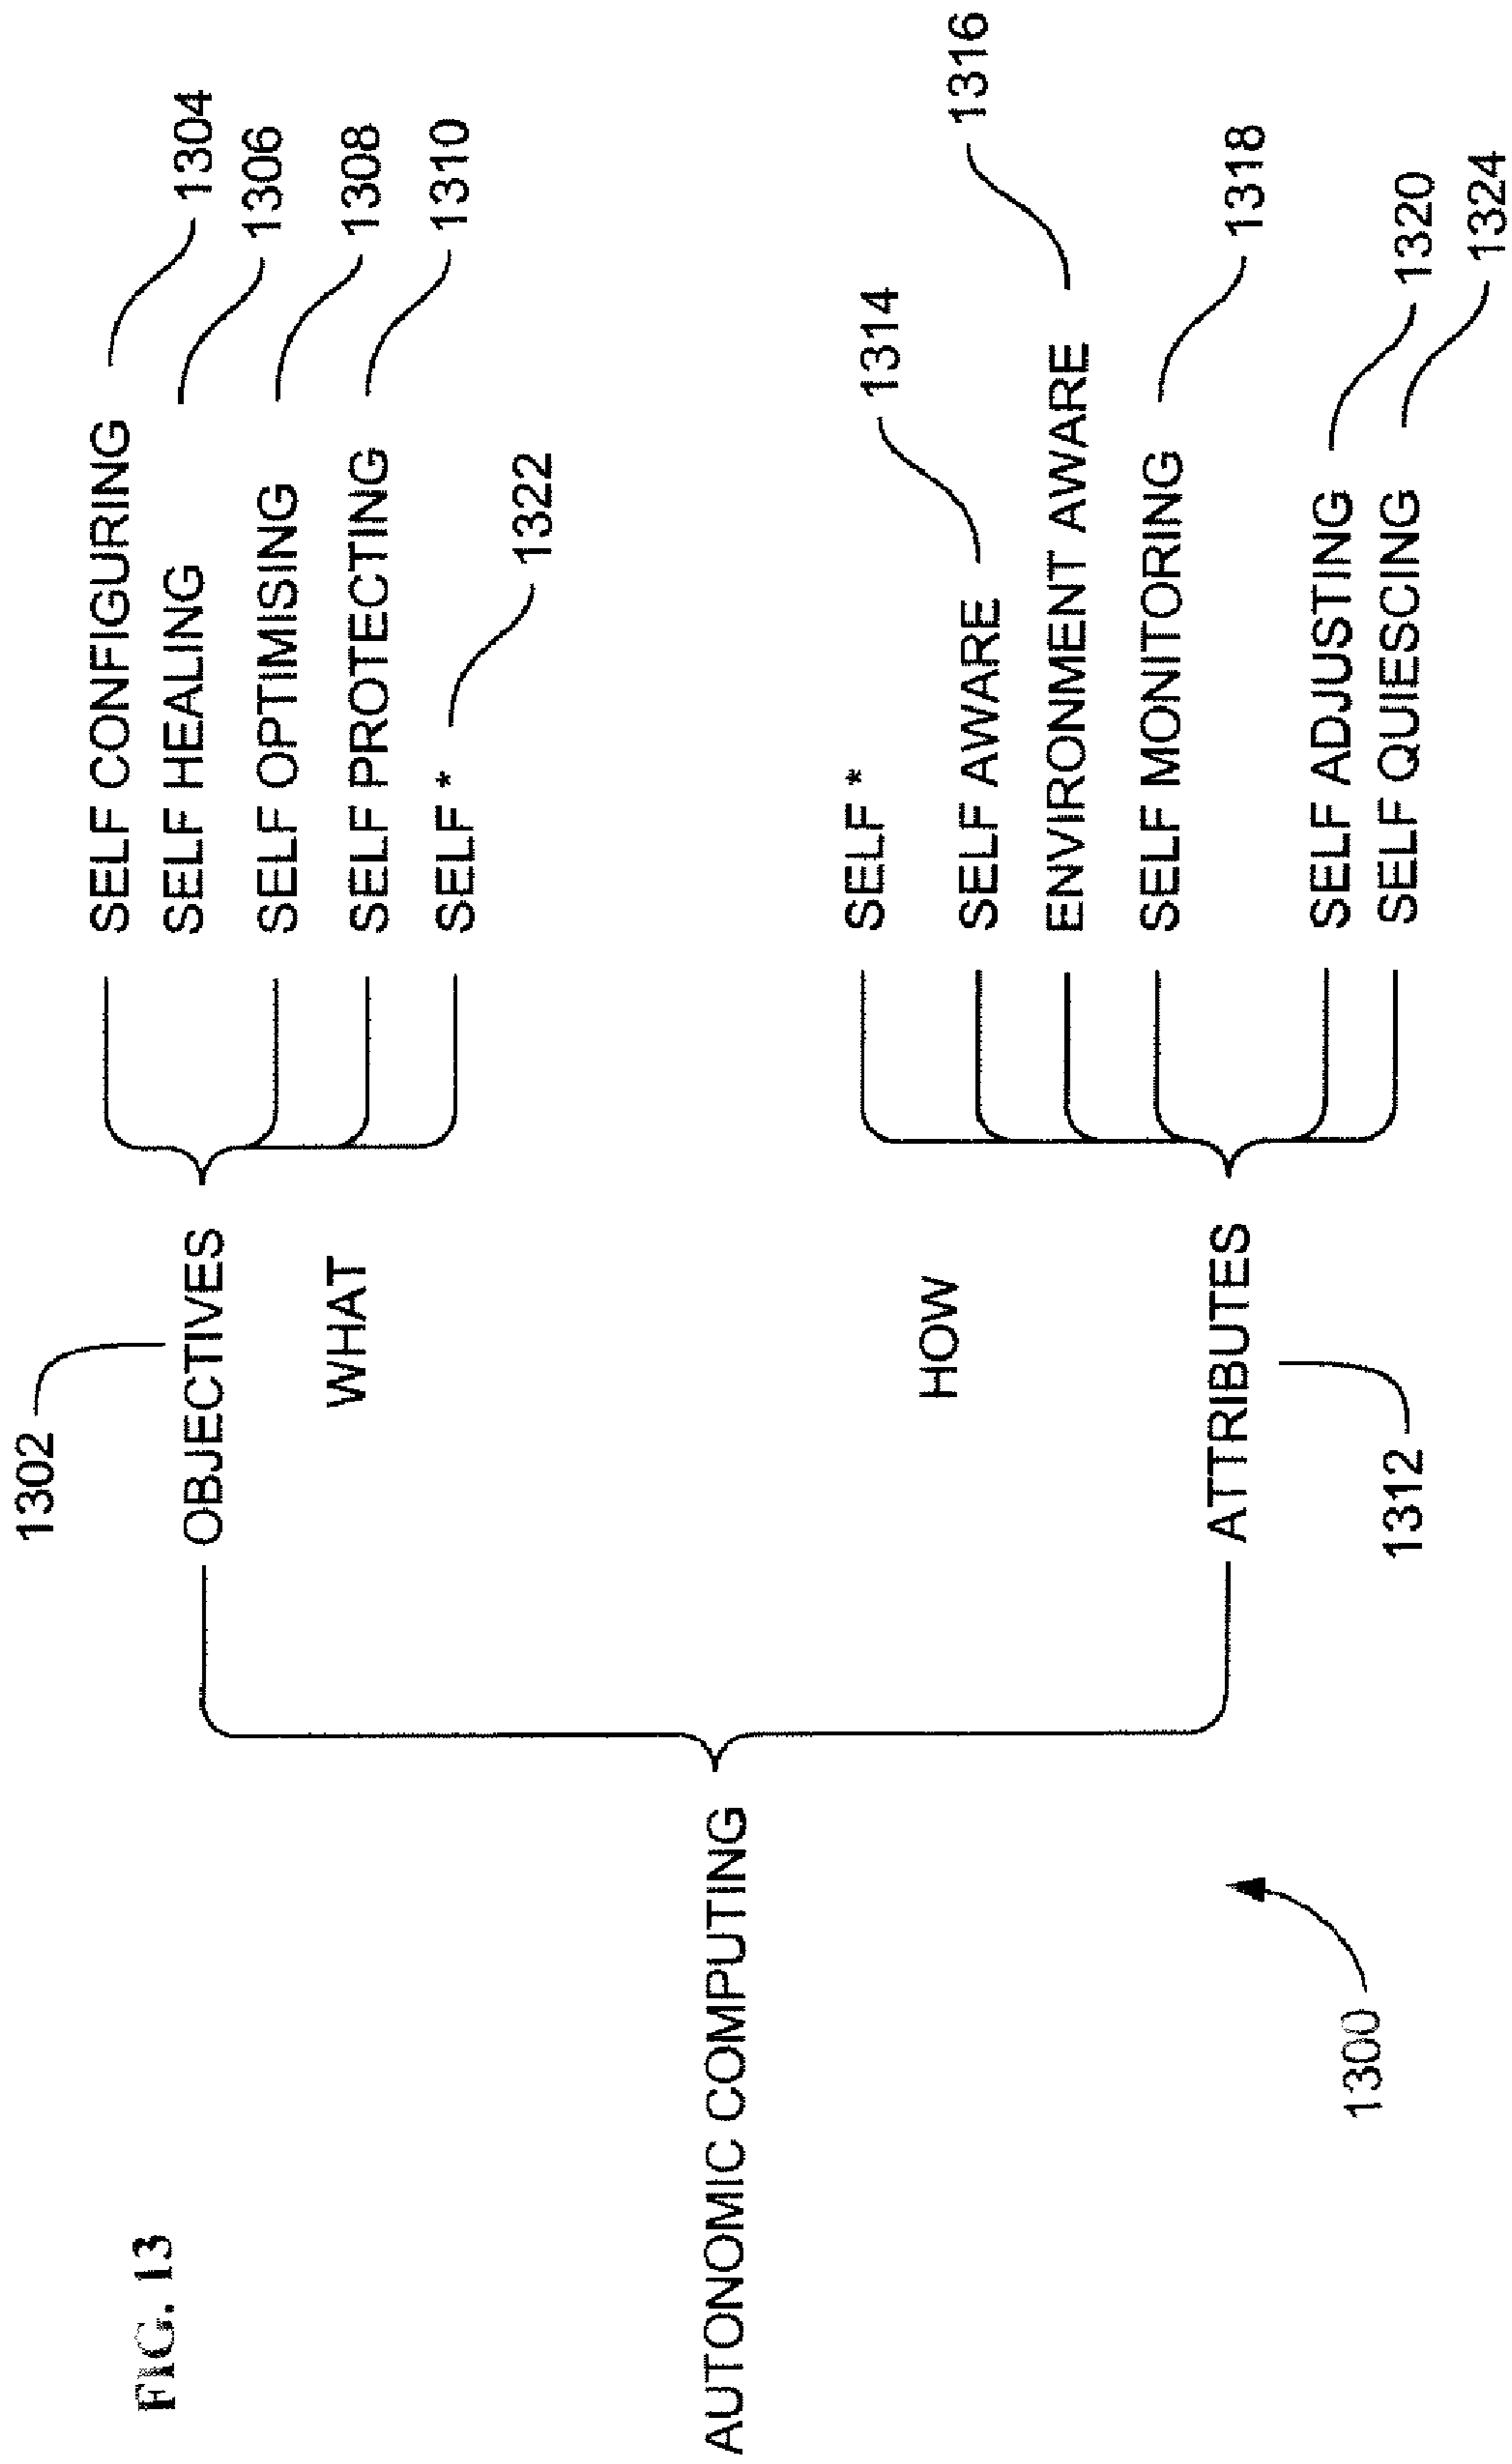 FIG. 13
AUTONOMIC COMPUTING
1300
1302
OBJECTIVES
WHAT
SELF CONFIGURING
1304
SELF HEALING
1306
SELF OPTIMISING
1308
SELF PROTECTING
1310
SELF *
1322
HOW
ATTRIBUTES
1312
SELF *
SELF AWARE
1314
ENVIRONMENT AWARE
1316
SELF MONITORING
1318
SELF ADJUSTING
1320
SELF QUIESCING
1324